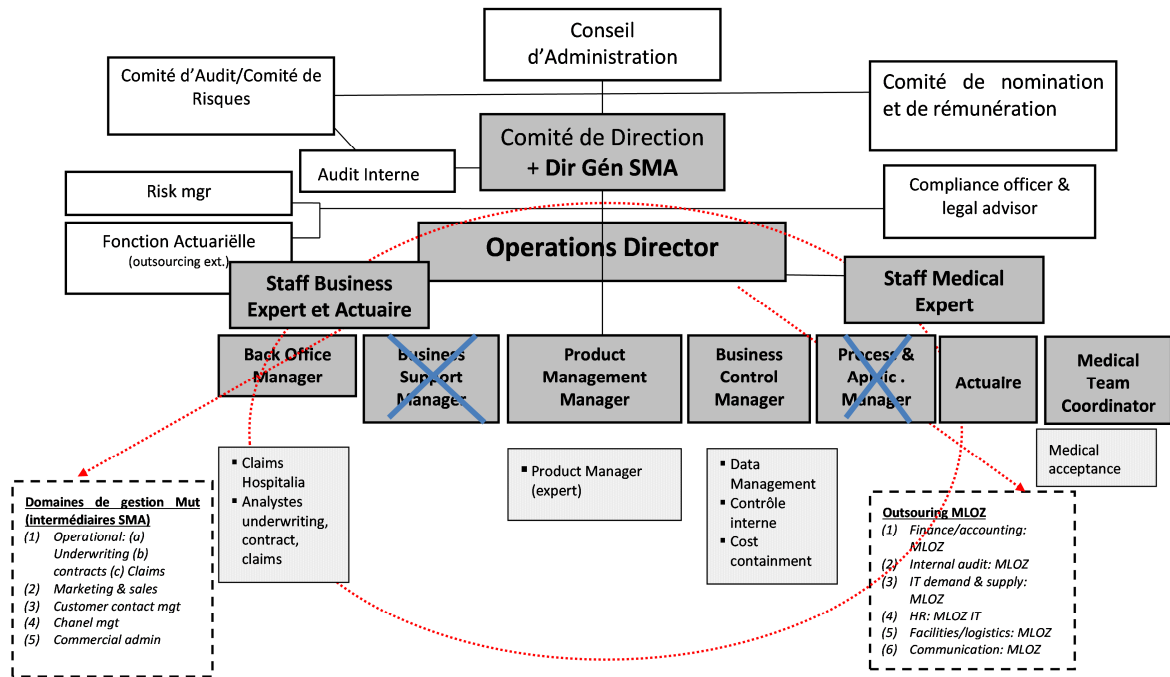 Conseil
d'Administration
Comité d'Audit/Comité de
Risques
Comité de nomination
et de rémunération
Comité de Direction
+ Dir Gén SMA
Audit Interne
Risk mgr
Compliance officer &
legal advisor
Fonction Actuariëlle
(outsourcing ext.)
Operations Director
Staff Business
Expert et Actuaire
Staff Medical
Expert
Back Office
Manager
Business
Support
Manager
Product
Management
Manager
Business
Control
Manager
Process &
Applic .
Manager
Actuaire
Medical
Team
Coordinator
▪ Claims
Hospitalia
▪ Analystes
underwriting,
contract,
claims
▪ Product Manager
(expert)
▪ Data
Management
▪ Contrôle
interne
▪ Cost
containment
Medical
acceptance
Domaines de gestion Mut
(intermédiaires SMA)
(1) Operational: (a)
Underwriting (b)
contracts (c) Claims
(2) Marketing & sales
(3) Customer contact mgt
(4) Chanel mgt
(5) Commercial admin
Outsouring MLOZ
(1) Finance/accounting:
MLOZ
(2) Internal audit: MLOZ
(3) IT demand & supply:
MLOZ
(4) HR: MLOZ IT
(5) Facilities/logistics: MLOZ
(6) Communication: MLOZ